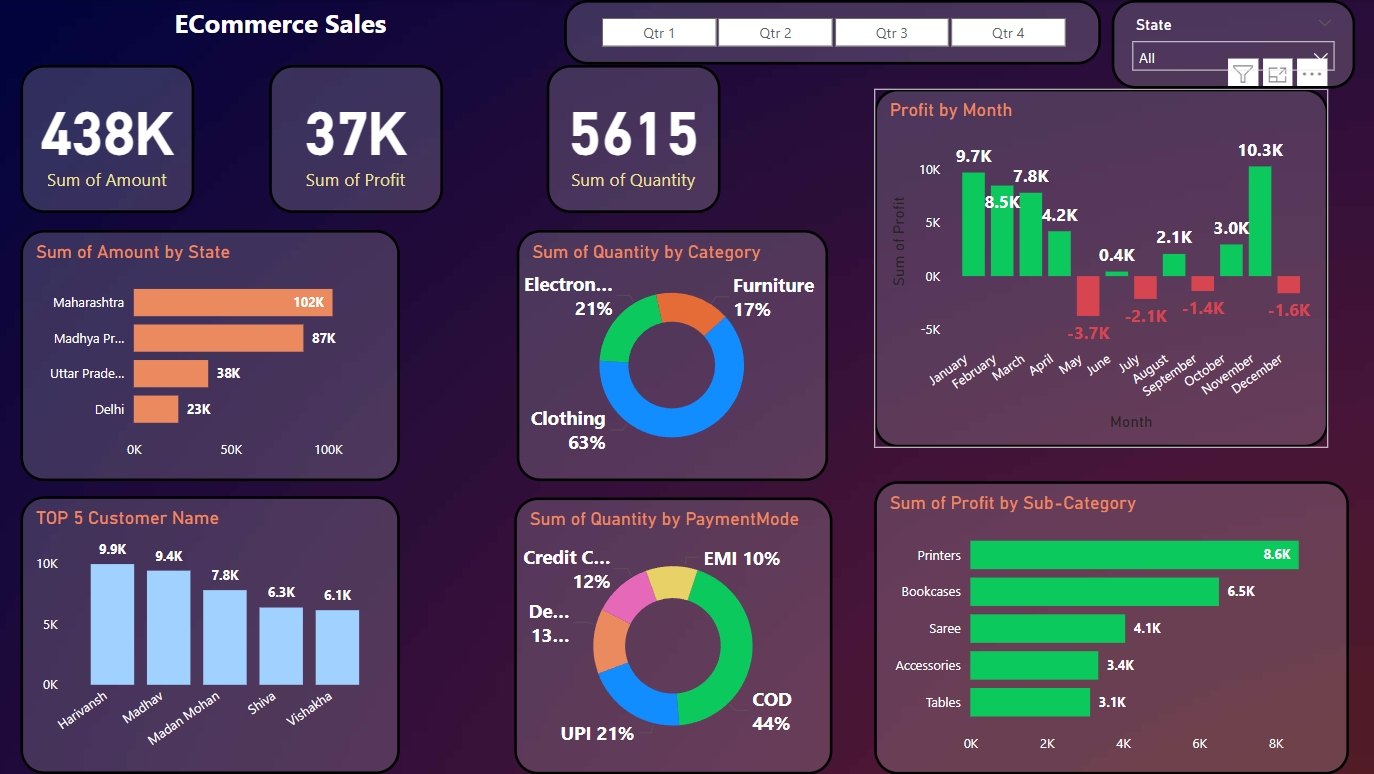 ECommerce Sales
Qtr 1
Qtr 2
Qtr 3
Qtr 4
State
All
438K
Sum of Amount
37K
Sum of Profit
5615
Sum of Quantity
Profit by Month
Sum of Profit
10K
5K
0K
-5K
9.7K
8.5K
7.8K
4.2K
-3.7K
0.4K
-2.1K
2.1K
-1.4K
3.0K
10.3K
-1.6K
January
February
March
April
May
June
July
August
September
October
November
December
Month
Sum of Amount by State
Maharashtra
102K
Madhya Pr...
87K
Uttar Prade...
38K
Delhi
23K
0K
50K
100K
Sum of Quantity by Category
Electron...
21%
Furniture
17%
Clothing
63%
TOP 5 Customer Name
10K
5K
0K
9.9K
9.4K
7.8K
6.3K
6.1K
Harivansh
Madhav
Madan Mohan
Shiva
Vishakha
Sum of Quantity by PaymentMode
Credit C...
12%
EMI 10%
De...
13...
COD
44%
UPI 21%
Sum of Profit by Sub-Category
Printers
8.6K
Bookcases
6.5K
Saree
4.1K
Accessories
3.4K
Tables
3.1K
0K
2K
4K
6K
8K